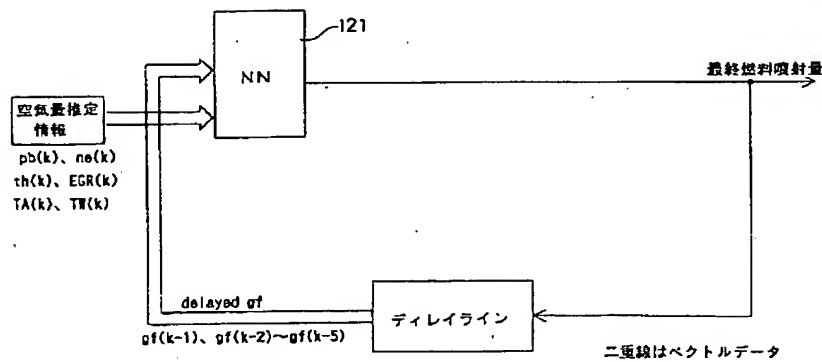 121
NN
最終燃料噴射量
空気量推定
情報
pb(k)、ne(k)
th(k)、EGR(k)
TA(k)、TW(k)
delayed gf
gf(k-1)、gf(k-2)〜gf(k-5)
ディレイライン
二重線はベクトルデータ